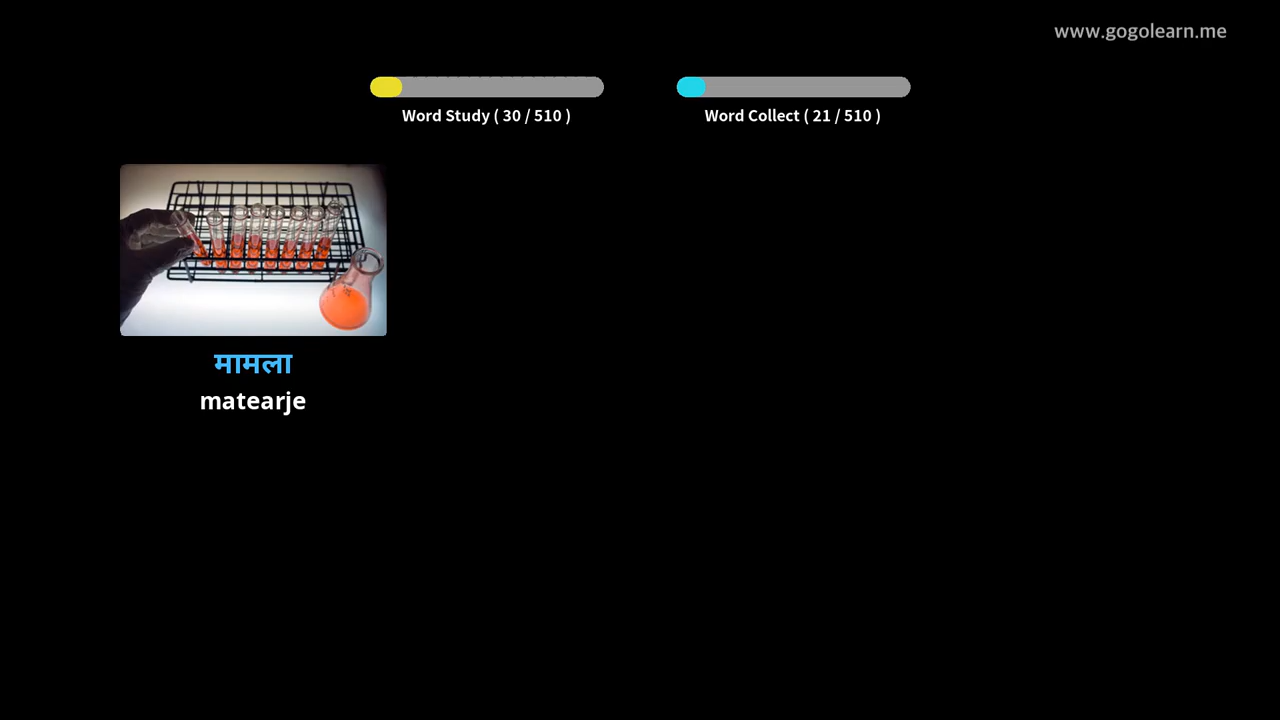 www.gogolearn.me
Word Study ( 30 / 510 )
Word Collect ( 21 / 510 )
मामला
matearje